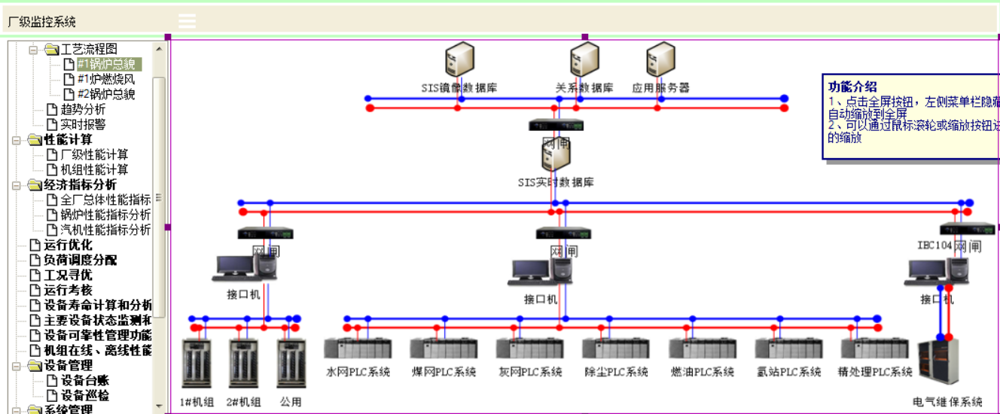 厂级监控系统
工艺流程图
#1锅炉总貌
#1炉燃烧风
#2锅炉总貌
趋势分析
实时报警
性能计算
厂级性能计算
机组性能计算
经济指标分析
全厂总体性能指标
锅炉性能指标分析
汽机性能指标分析
运行优化
负荷调度分配
工况寻优
运行考核
设备寿命计算和分析
主要设备状态监测和
设备可靠性管理功能
机组在线、离线性能
设备管理
设备台账
设备巡检
系统管理
SIS镜像数据库
关系数据库
应用服务器
网闸
SIS实时数据库
功能介绍
1、点击全屏按钮，左侧菜单栏隐藏
自动缩放到全屏
2、可以通过鼠标滚轮或缩放按钮进
的缩放
网闸
网闸
IEC104
网闸
接口机
接口机
接口机
1#机组
2#机组
公用
水网PLC系统
煤网PLC系统
灰网PLC系统
除尘PLC系统
燃油PLC系统
氢站PLC系统
精处理PLC系统
电气维保系统